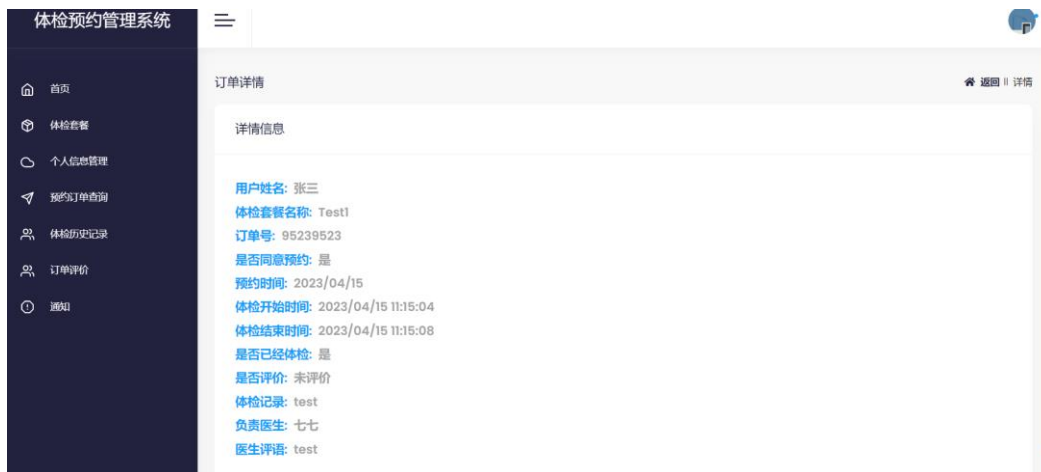 体检预约管理系统
订单详情
返回 || 详情
首页
体检套餐
个人信息管理
预约订单查询
体检历史记录
订单评价
通知
详情信息
用户姓名: 张三
体检套餐名称: Test1
订单号: 95239523
是否同意预约: 是
预约时间: 2023/04/15
体检开始时间: 2023/04/15 11:15:04
体检结束时间: 2023/04/15 11:15:08
是否已经体检: 是
是否评价: 未评价
体检记录: test
负责医生: 七七
医生评语: test